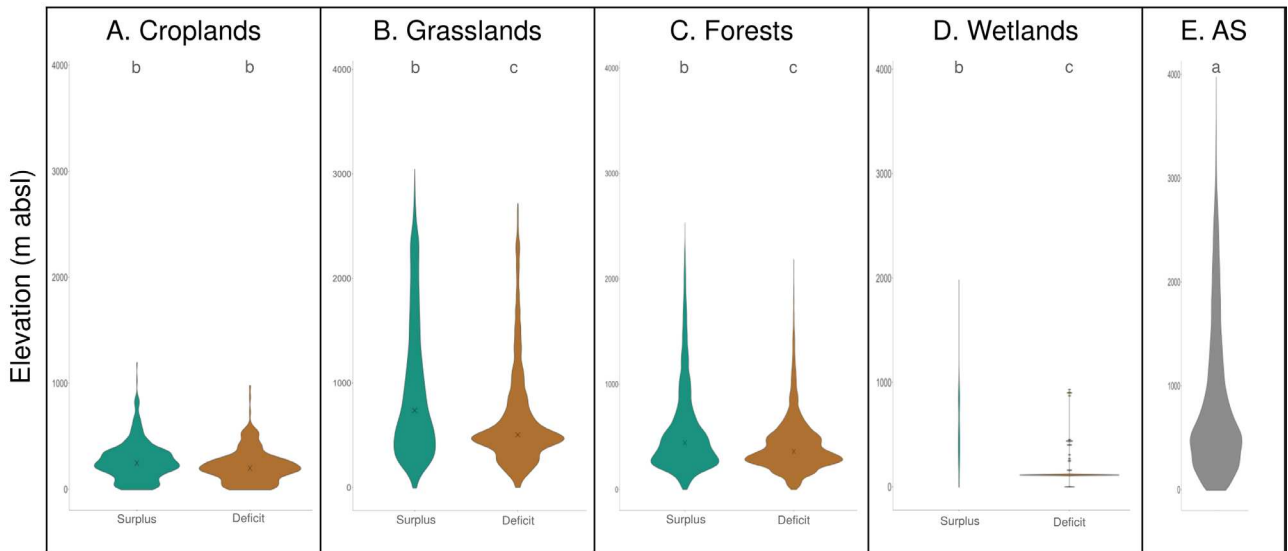 A. Croplands
B. Grasslands
C. Forests
D. Wetlands
E. AS
b b
b c
b c
b c
a
Elevation (m absl)
4000
3000
2000
1000
0
4000
3000
2000
1000
0
4000
3000
2000
1000
0
4000
3000
2000
1000
0
4000
3000
2000
1000
0
Surplus Deficit
Surplus Deficit
Surplus Deficit
Surplus Deficit